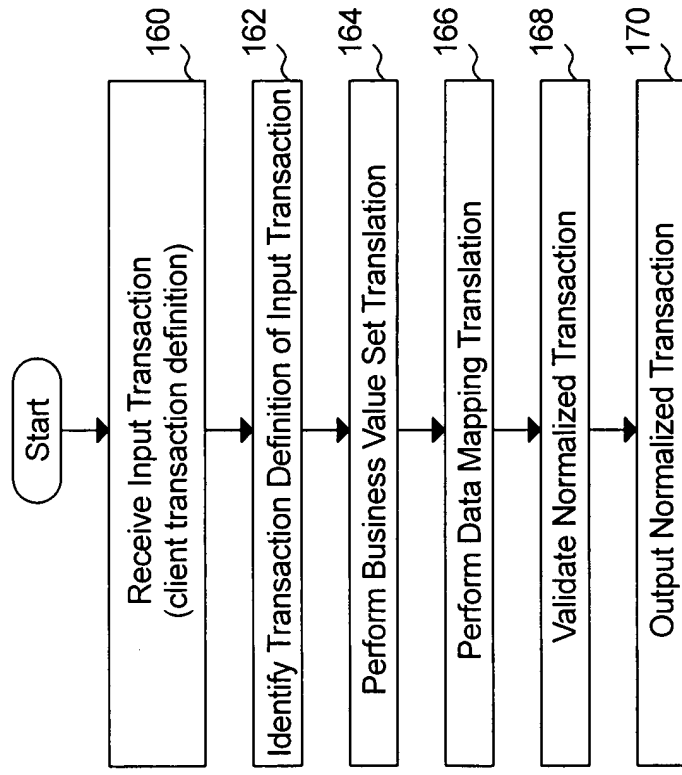 Start
Receive Input Transaction
(client transaction definition)
160
Identify Transaction Definition of Input Transaction
162
Perform Business Value Set Translation
164
Perform Data Mapping Translation
166
Validate Normalized Transaction
168
Output Normalized Transaction
170